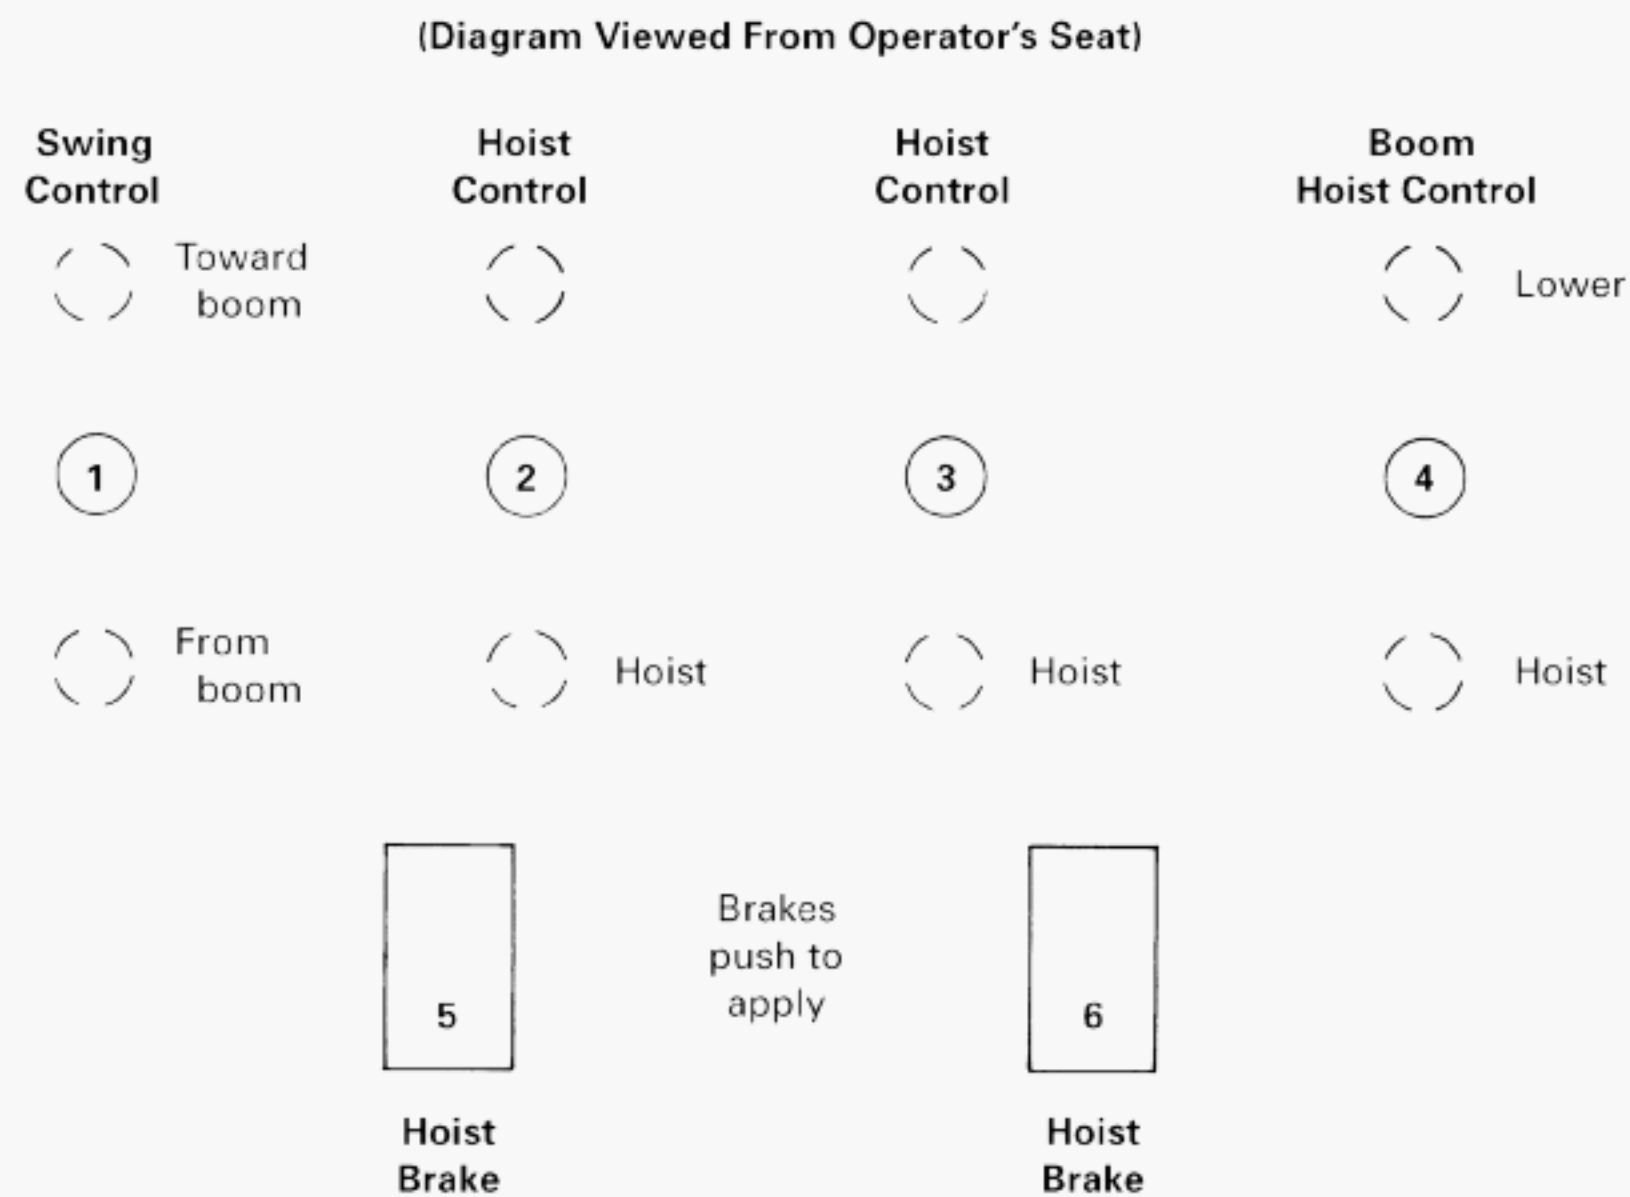 (Diagram Viewed From Operator's Seat)
Swing
Control
Hoist
Control
Hoist
Control
Boom
Hoist Control
Toward
boom
Lower
1
2
3
4
From
boom
Hoist
Hoist
Hoist
5
Brakes
push to
apply
6
Hoist
Brake
Hoist
Brake